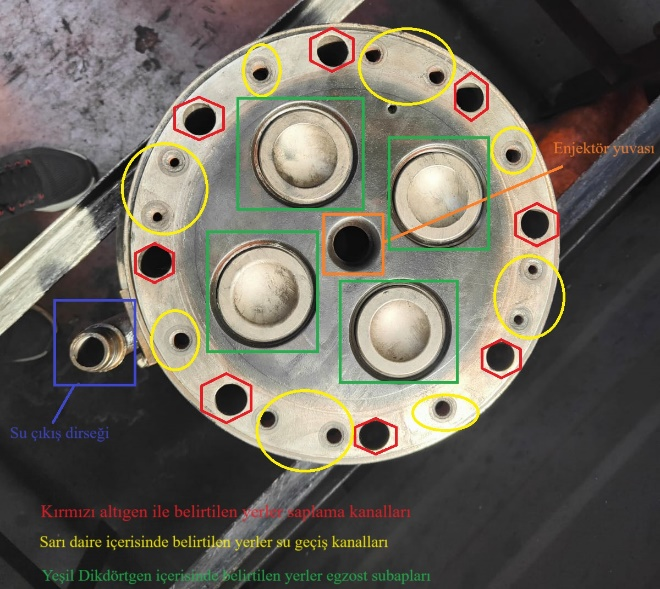 Enjektör yuvası
Su çıkış dirseği
Kırmızı altıgen ile belirtilen yerler saplama kanalları
Sarı daire içerisinde belirtilen yerler su geçiş kanalları
Yeşil Dikdörtgen içerisinde belirtilen yerler egzost subapları